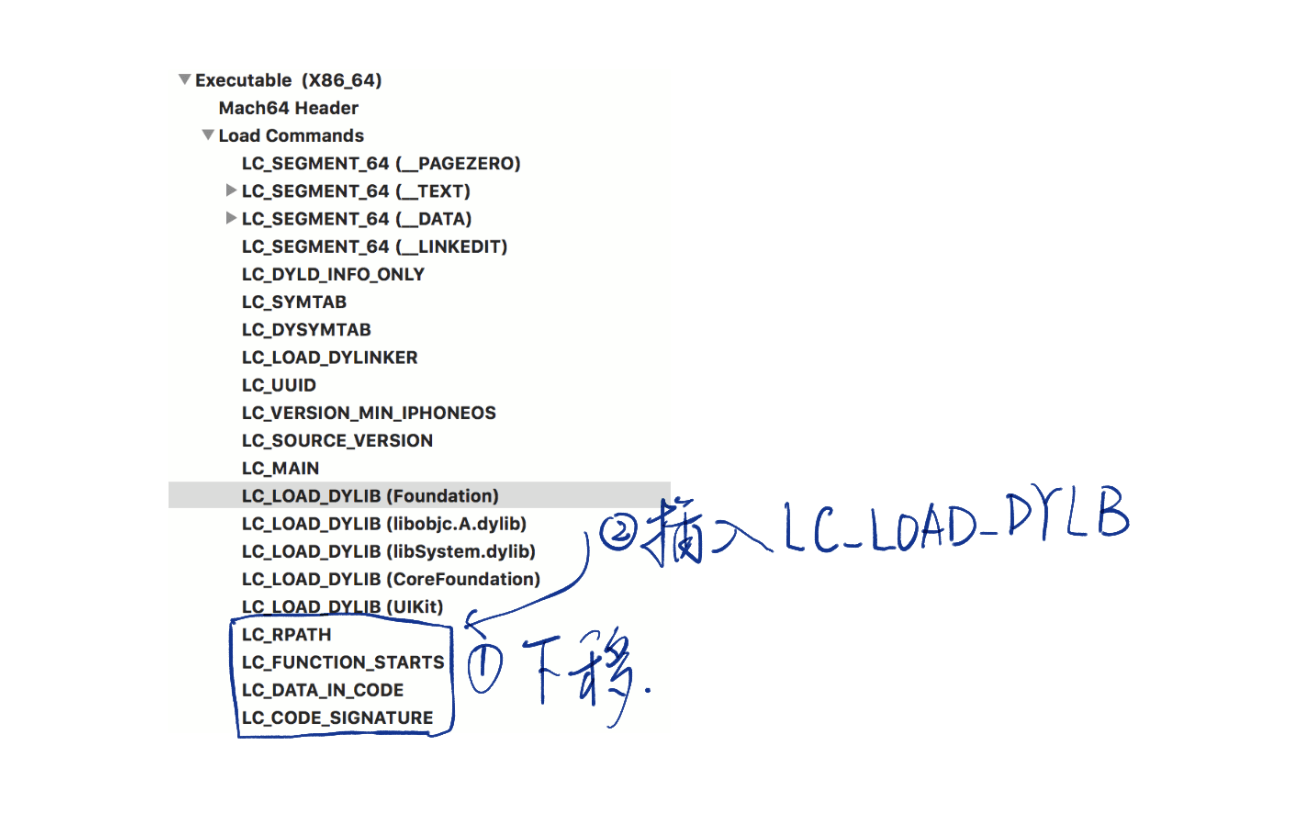 Executable (X86_64)
Mach64 Header
Load Commands
LC_SEGMENT_64 (__PAGEZERO)
LC_SEGMENT_64 (__TEXT)
LC_SEGMENT_64 (__DATA)
LC_SEGMENT_64 (__LINKEDIT)
LC_DYLD_INFO_ONLY
LC_SYMTAB
LC_DYSYMTAB
LC_LOAD_DYLINKER
LC_UUID
LC_VERSION_MIN_IPHONEOS
LC_SOURCE_VERSION
LC_MAIN
LC_LOAD_DYLIB (Foundation)
LC_LOAD_DYLIB (libobjc.A.dylib)
LC_LOAD_DYLIB (libSystem.dylib)
LC_LOAD_DYLIB (CoreFoundation)
LC_LOAD_DYLIB (UIKit)
LC_RPATH
LC_FUNCTION_STARTS
LC_DATA_IN_CODE
LC_CODE_SIGNATURE
②插入 LC_LOAD_DYLB
①下移.